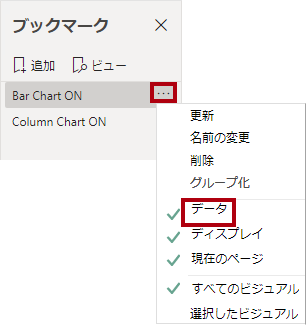 ブックマーク
追加 ビュー
Bar Chart ON
Column Chart ON
更新
名前の変更
削除
グループ化
データ
ディスプレイ
現在のページ
すべてのビジュアル
選択したビジュアル